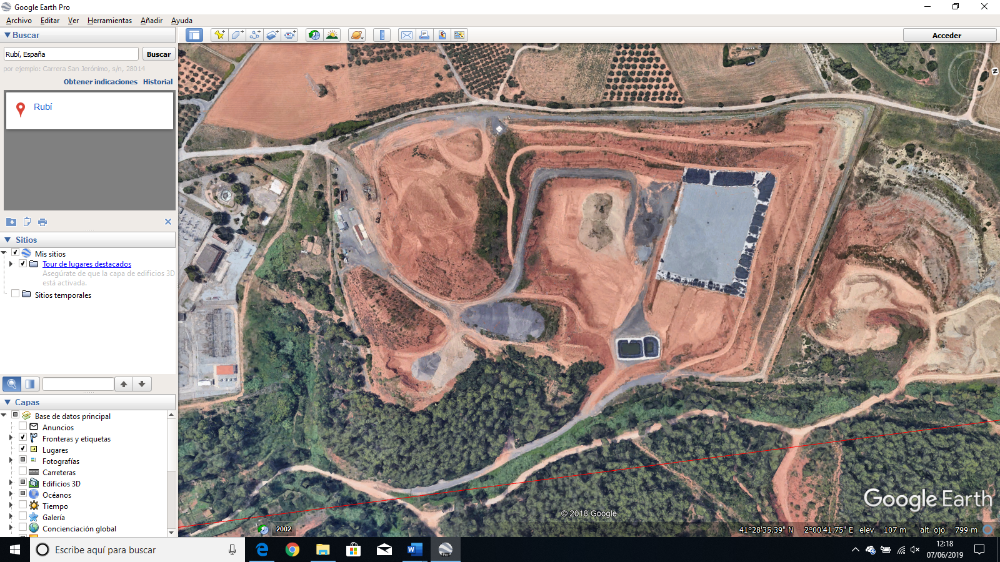 Google Earth Pro
Archivo Editar Ver Herramientas Añadir Ayuda
Buscar
Acceder
Rubí, España
Buscar
por ejemplo: Carrera San Jerónimo, s/n, 28014
Obtener indicaciones Historial
Rubí
Sitios
Mis sitios
Tour de lugares destacados
Asegúrate de que la capa de edificios 3D
está activada.
Sitios temporales
Capas
Base de datos principal
Anuncios
Fronteras y etiquetas
Lugares
Fotografías
Carreteras
Edificios 3D
Océanos
Tiempo
Galería
Concienciación global
N
Google Earth
© 2018 Google
2002
41°28'35.39" N 2°00'41.75" E elev. 107 m alt. ojo 799 m
Escribe aquí para buscar
12:18
07/06/2019